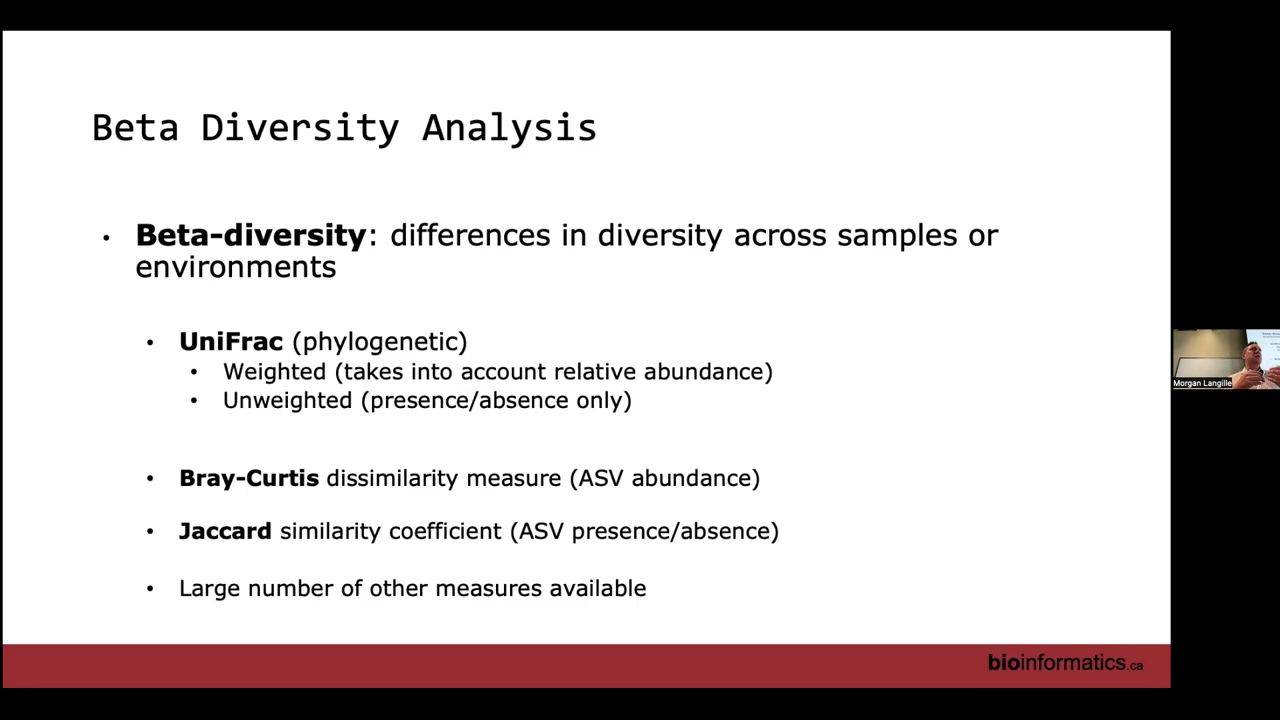 Beta Diversity Analysis
• Beta-diversity: differences in diversity across samples or
environments
• UniFrac (phylogenetic)
• Weighted (takes into account relative abundance)
• Unweighted (presence/absence only)
• Bray-Curtis dissimilarity measure (ASV abundance)
• Jaccard similarity coefficient (ASV presence/absence)
• Large number of other measures available
bioinformatics.ca
Morgan Langille